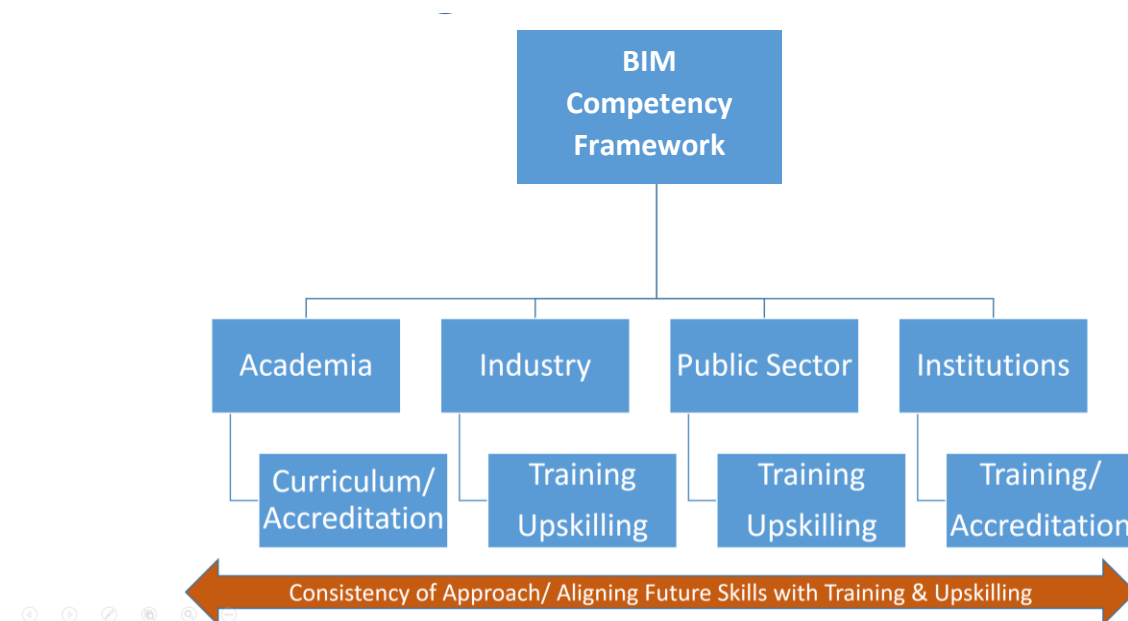 BIM
Competency
Framework
Academia
Industry
Public Sector
Institutions
Curriculum/
Accreditation
Training
Upskilling
Training
Upskilling
Training/
Accreditation
Consistency of Approach/ Aligning Future Skills with Training & Upskilling